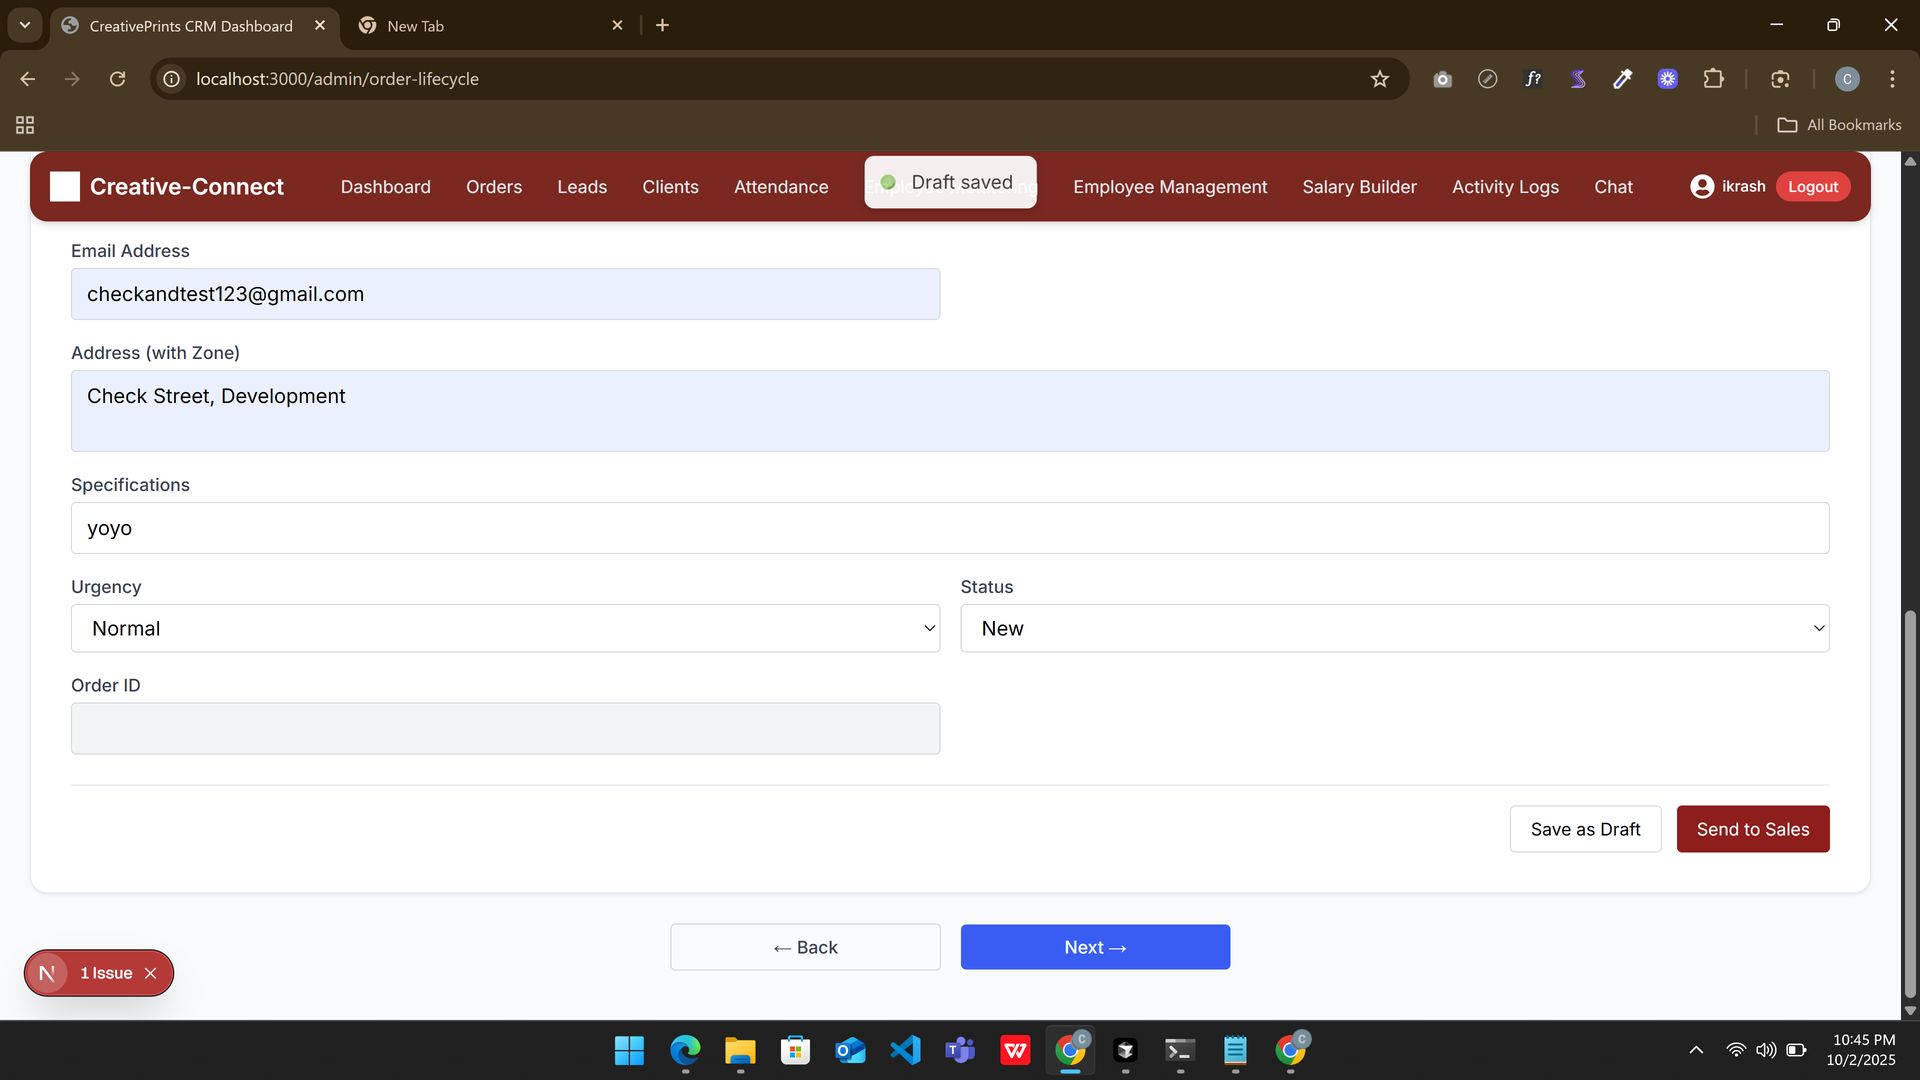 CreativePrints CRM Dashboard
New Tab
localhost:3000/admin/order-lifecycle
f?
C
All Bookmarks
Creative-Connect Dashboard Orders Leads Clients Attendance Draft saved Employee Management Salary Builder Activity Logs Chat ikrash Logout
Email Address
checkandtest123@gmail.com
Address (with Zone)
Check Street, Development
Specifications
yoyo
Urgency Status
Normal New
Order ID
Save as Draft Send to Sales
← Back Next →
N 1 Issue
10:45 PM
10/2/2025